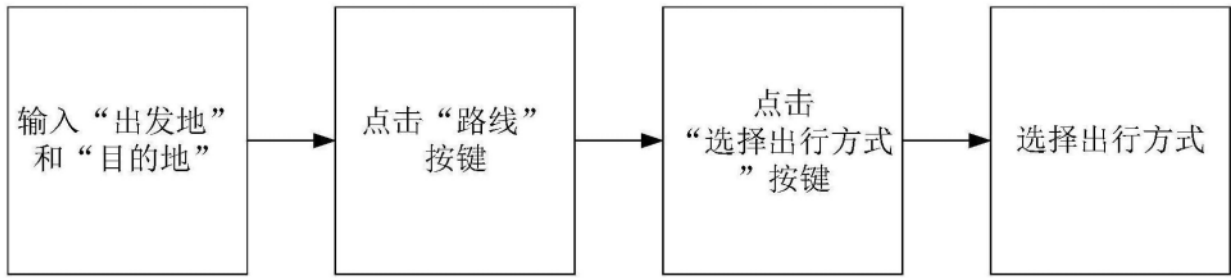 输入“出发地”
和“目的地”
点击“路线”
按键
点击
“选择出行方式
”按键
选择出行方式